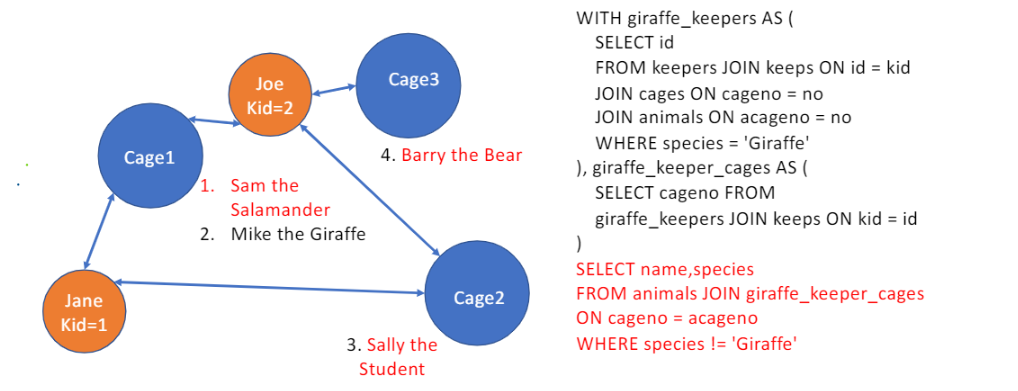 Joe
Kid=2
Cage3
Cage1
4. Barry the Bear
1. Sam the
Salamander
2. Mike the Giraffe
Jane
Kid=1
Cage2
3. Sally the
Student
WITH giraffe_keepers AS (
SELECT id
FROM keepers JOIN keeps ON id = kid
JOIN cages ON cageno = no
JOIN animals ON acageno = no
WHERE species = 'Giraffe'
), giraffe_keeper_cages AS (
SELECT cageno FROM
giraffe_keepers JOIN keeps ON kid = id
)
SELECT name,species
FROM animals JOIN giraffe_keeper_cages
ON cageno = acageno
WHERE species != 'Giraffe'